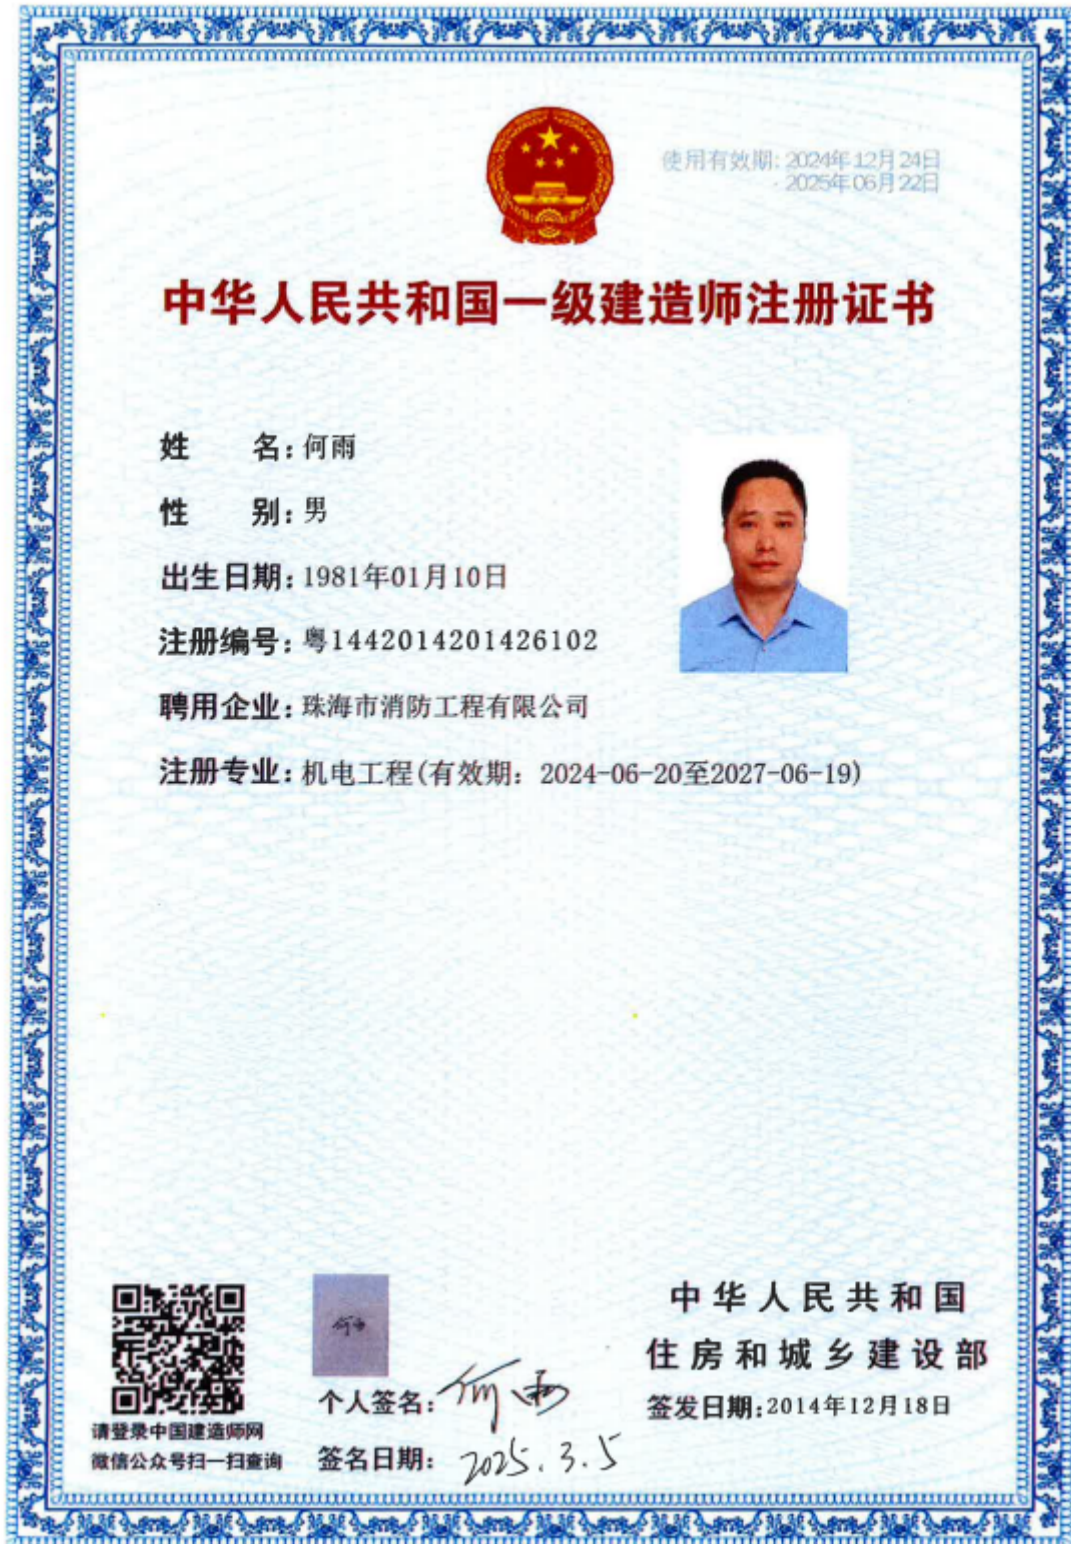 使用有效期: 2024年12月24日
- 2025年06月22日
中华人民共和国一级建造师注册证书
姓　　名: 何雨
性　　别: 男
出生日期: 1981年01月10日
注册编号: 粤1442014201426102
聘用企业: 珠海市消防工程有限公司
注册专业: 机电工程(有效期: 2024-06-20至2027-06-19)
何雨
中华人民共和国
住房和城乡建设部
个人签名: 何雨
签发日期:2014年12月18日
请登录中国建造师网
微信公众号扫一扫查询
签名日期: 2025.3.5